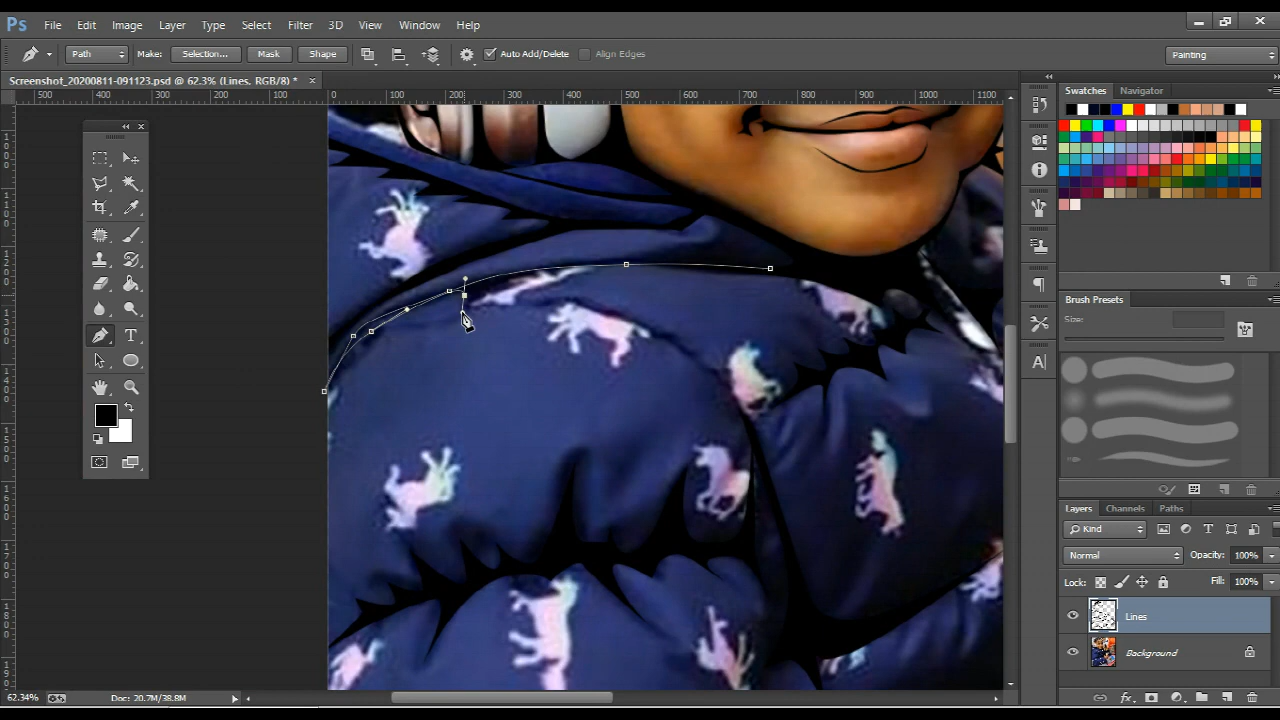 Ps File Edit Image Layer Type Select Filter 3D View Window Help
Path Make: Selection... Mask Shape Auto Add/Delete Align Edges Painting
Screenshot_20200811-091123.psd @ 62.3% (Lines, RGB/8) *
500 400 300 200 100 0 100 200 300 400 500 600 700 800 900 1000 1100
Swatches Navigator
Brush Presets
Size:
Layers Channels Paths
Kind
Normal Opacity: 100%
Lock: Fill: 100%
Lines
Background
62.34% Doc: 20.7M/38.8M